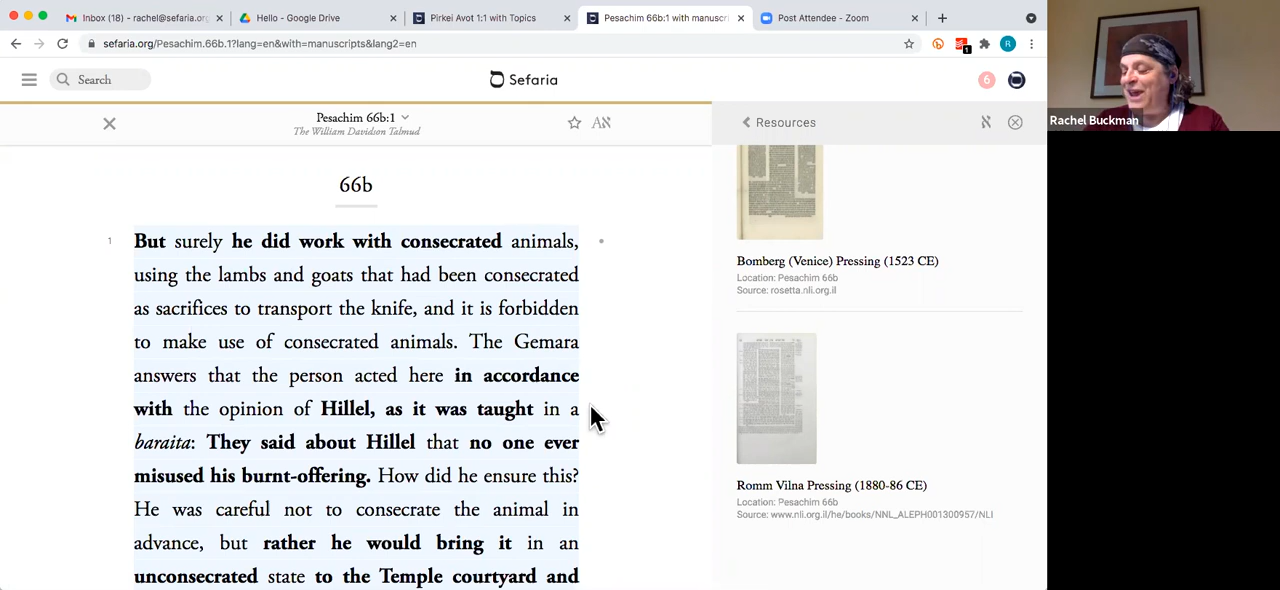 Inbox (18) - rachel@sefaria.org
Hello - Google Drive
Pirkei Avot 1:1 with Topics
Pesachim 66b:1 with manuscri
Post Attendee - Zoom
sefaria.org/Pesachim.66b.1?lang=en&with=manuscripts&lang2=en
1
R
Search
Sefaria
6
Pesachim 66b:1
The William Davidson Talmud
Aא
Resources
א
66b
1
But surely he did work with consecrated animals,
using the lambs and goats that had been consecrated
as sacrifices to transport the knife, and it is forbidden
to make use of consecrated animals. The Gemara
answers that the person acted here in accordance
with the opinion of Hillel, as it was taught in a
baraita: They said about Hillel that no one ever
misused his burnt-offering. How did he ensure this?
He was careful not to consecrate the animal in
advance, but rather he would bring it in an
unconsecrated state to the Temple courtyard and
Bomberg (Venice) Pressing (1523 CE)
Location: Pesachim 66b
Source: rosetta.nli.org.il
Romm Vilna Pressing (1880-86 CE)
Location: Pesachim 66b
Source: www.nli.org.il/he/books/NNL_ALEPH001300957/NLI
Rachel Buckman